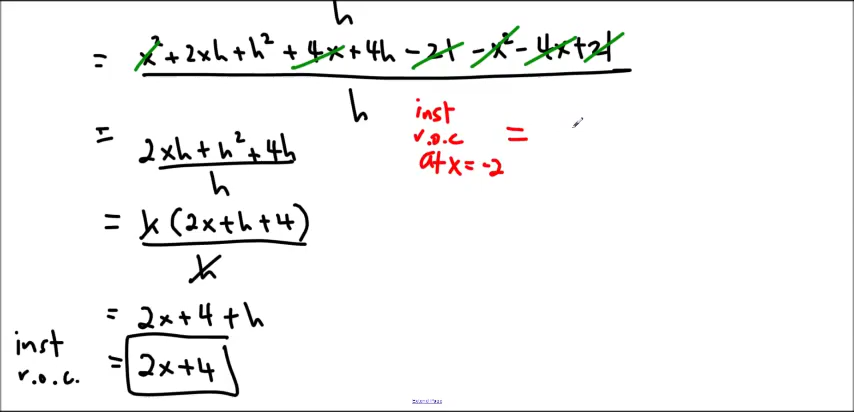 h
= x² + 2xh + h² + 4x + 4h - 21 - x² - 4x + 21
h
= 2xh + h² + 4h
h
= h (2x + h + 4)
h
= 2x + 4 + h
inst r.o.c. = 2x + 4
inst
r.o.c =
at x = -2